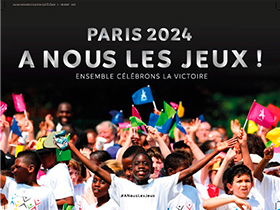 PARIS 2024
A NOUS LES JEUX !
ENSEMBLE CÉLÉBRONS LA VICTOIRE
#ANousLesJeux